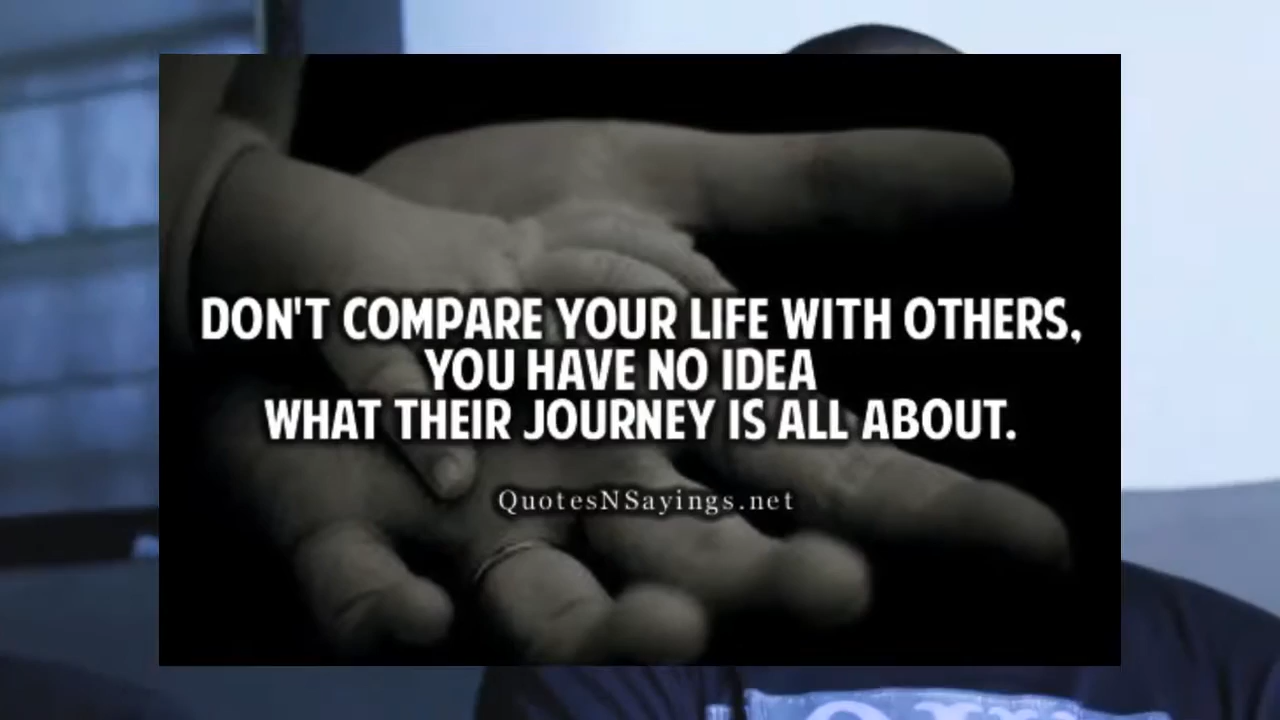 DON'T COMPARE YOUR LIFE WITH OTHERS,
YOU HAVE NO IDEA
WHAT THEIR JOURNEY IS ALL ABOUT.
QuotesNSayings.net